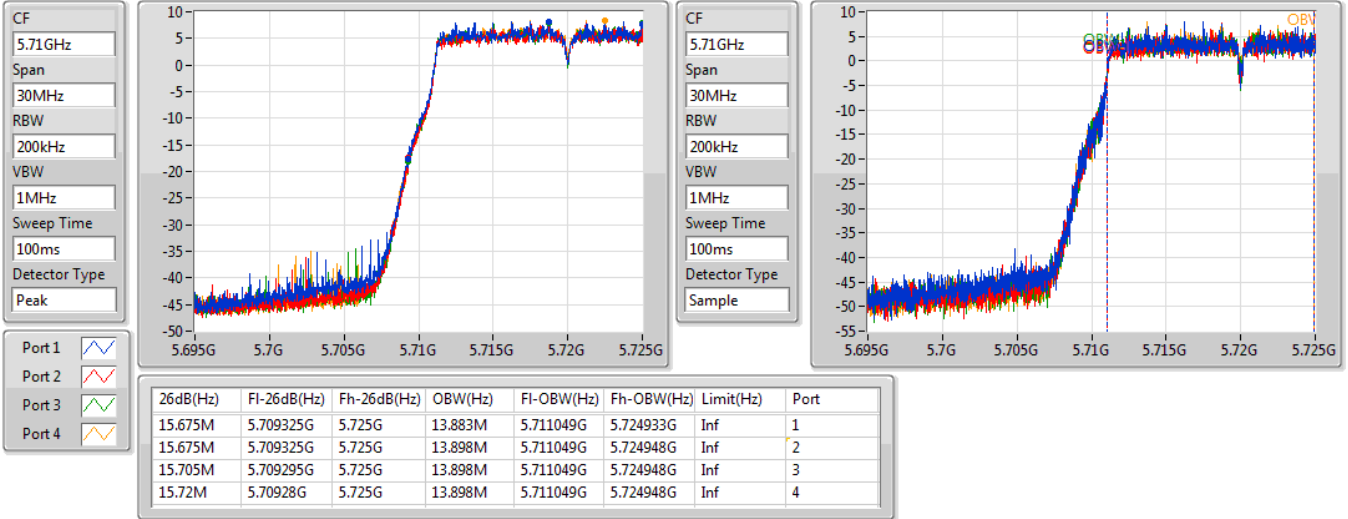 CF
5.71GHz
Span
30MHz
RBW
200kHz
VBW
1MHz
Sweep Time
100ms
Detector Type
Peak
10
5
0
-5
-10
-15
-20
-25
-30
-35
-40
-45
-50
5.695G 5.7G 5.705G 5.71G 5.715G 5.72G 5.725G
CF
5.71GHz
Span
30MHz
RBW
200kHz
VBW
1MHz
Sweep Time
100ms
Detector Type
Sample
10
5
0
-5
-10
-15
-20
-25
-30
-35
-40
-45
-50
-55
5.695G 5.7G 5.705G 5.71G 5.715G 5.72G 5.725G
Port 1
Port 2
Port 3
Port 4
26dB(Hz) Fl-26dB(Hz) Fh-26dB(Hz) OBW(Hz) Fl-OBW(Hz) Fh-OBW(Hz) Limit(Hz) Port
15.675M 5.709325G 5.725G 13.883M 5.711049G 5.724933G Inf 1
15.675M 5.709325G 5.725G 13.898M 5.711049G 5.724948G Inf 2
15.705M 5.709295G 5.725G 13.898M 5.711049G 5.724948G Inf 3
15.72M 5.70928G 5.725G 13.898M 5.711049G 5.724948G Inf 4